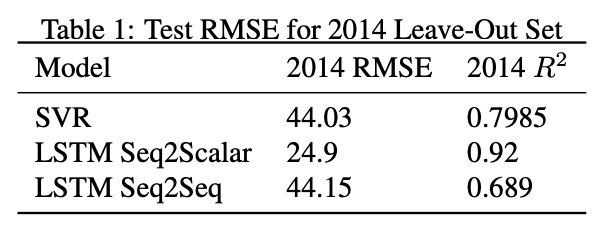 Table 1: Test RMSE for 2014 Leave-Out Set
Model 2014 RMSE 2014 R²
SVR 44.03 0.7985
LSTM Seq2Scalar 24.9 0.92
LSTM Seq2Seq 44.15 0.689